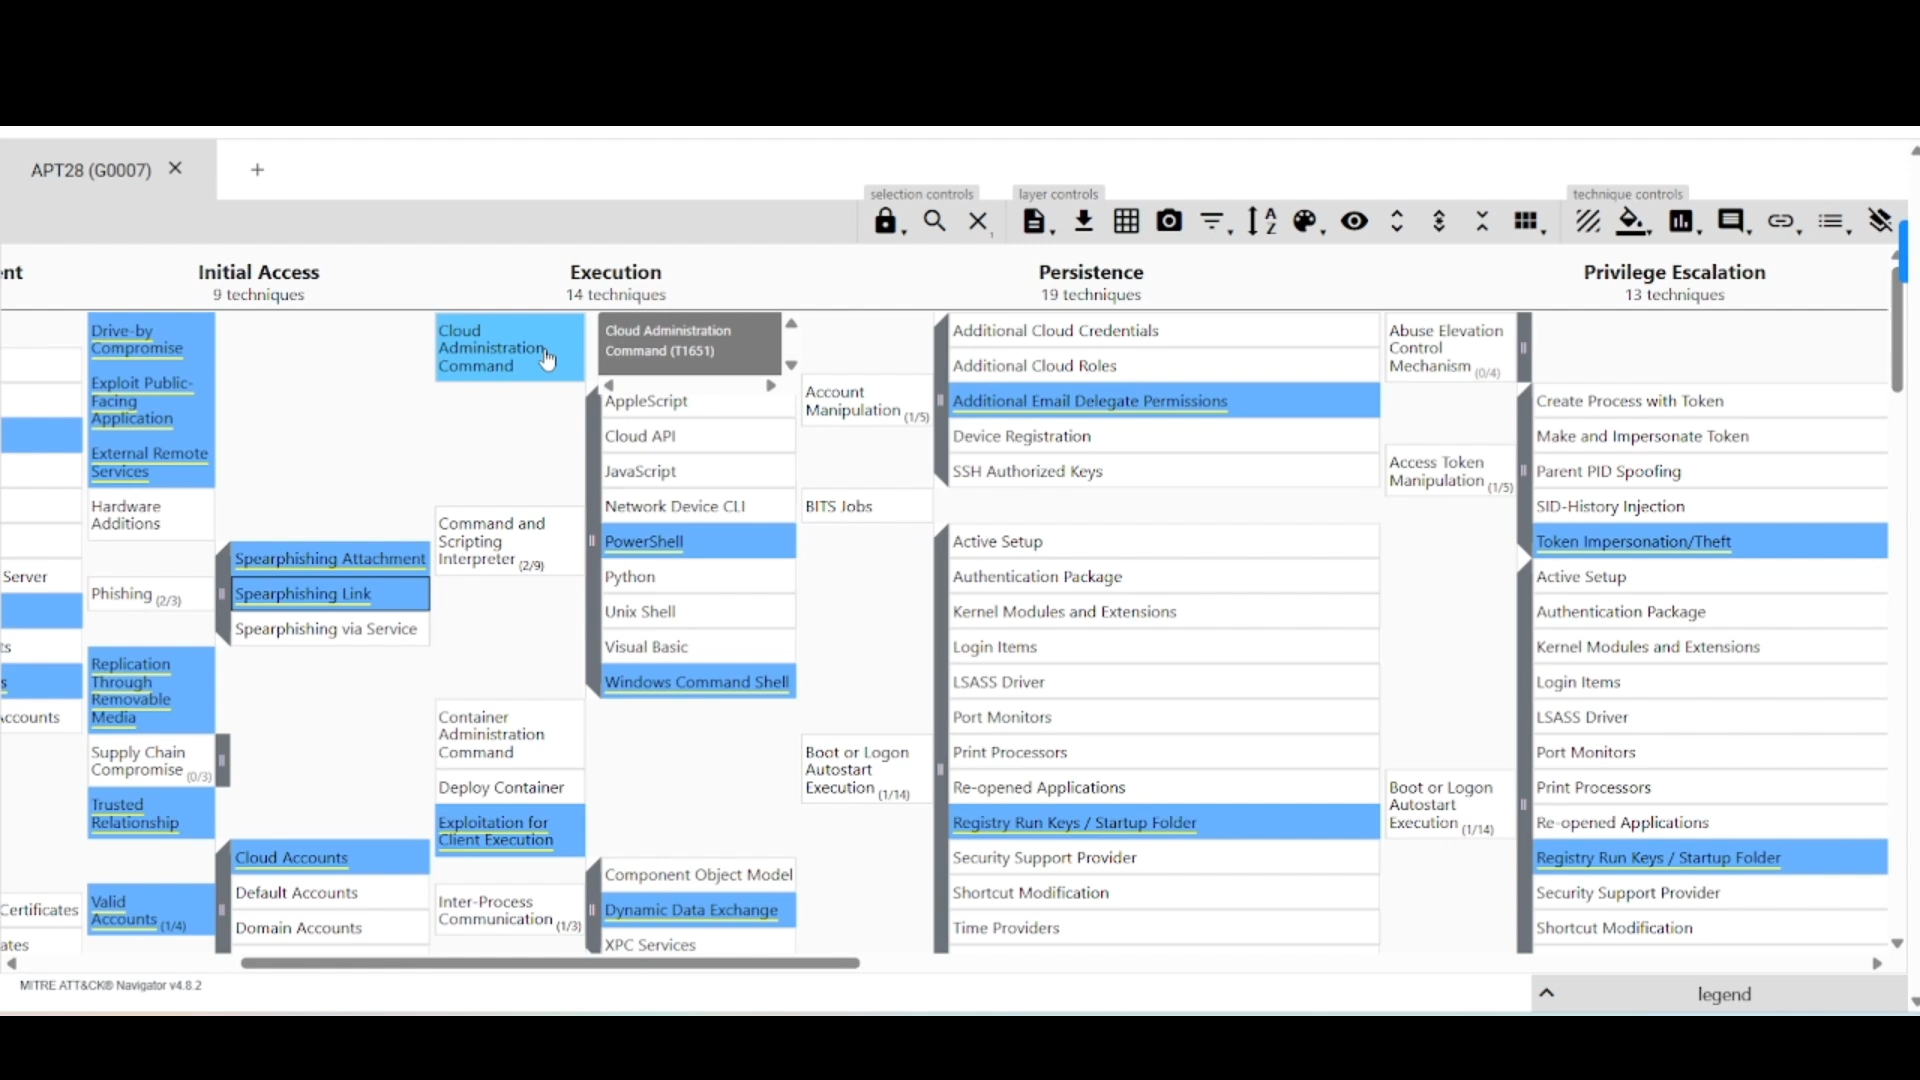 APT28 (G0007)
selection controls
layer controls
technique controls
nt
Initial Access
9 techniques
Execution
14 techniques
Persistence
19 techniques
Privilege Escalation
13 techniques
Server
ts
s
Accounts
Certificates
ates
Drive-by
Compromise
Exploit Public-
Facing
Application
External Remote
Services
Hardware
Additions
Phishing (2/3)
Replication
Through
Removable
Media
Supply Chain
Compromise (0/3)
Trusted
Relationship
Valid
Accounts (1/4)
Spearphishing Attachment
Spearphishing Link
Spearphishing via Service
Cloud Accounts
Default Accounts
Domain Accounts
Cloud
Administration
Command
Command and
Scripting
Interpreter (2/9)
Container
Administration
Command
Deploy Container
Exploitation for
Client Execution
Inter-Process
Communication (1/3)
Cloud Administration
Command (T1651)
AppleScript
Cloud API
JavaScript
Network Device CLI
PowerShell
Python
Unix Shell
Visual Basic
Windows Command Shell
Component Object Model
Dynamic Data Exchange
XPC Services
Account
Manipulation (1/5)
BITS Jobs
Boot or Logon
Autostart
Execution (1/14)
Additional Cloud Credentials
Additional Cloud Roles
Additional Email Delegate Permissions
Device Registration
SSH Authorized Keys
Active Setup
Authentication Package
Kernel Modules and Extensions
Login Items
LSASS Driver
Port Monitors
Print Processors
Re-opened Applications
Registry Run Keys / Startup Folder
Security Support Provider
Shortcut Modification
Time Providers
Abuse Elevation
Control
Mechanism (0/4)
Access Token
Manipulation (1/5)
Boot or Logon
Autostart
Execution (1/14)
Create Process with Token
Make and Impersonate Token
Parent PID Spoofing
SID-History Injection
Token Impersonation/Theft
Active Setup
Authentication Package
Kernel Modules and Extensions
Login Items
LSASS Driver
Port Monitors
Print Processors
Re-opened Applications
Registry Run Keys / Startup Folder
Security Support Provider
Shortcut Modification
MITRE ATT&CK® Navigator v4.8.2
legend